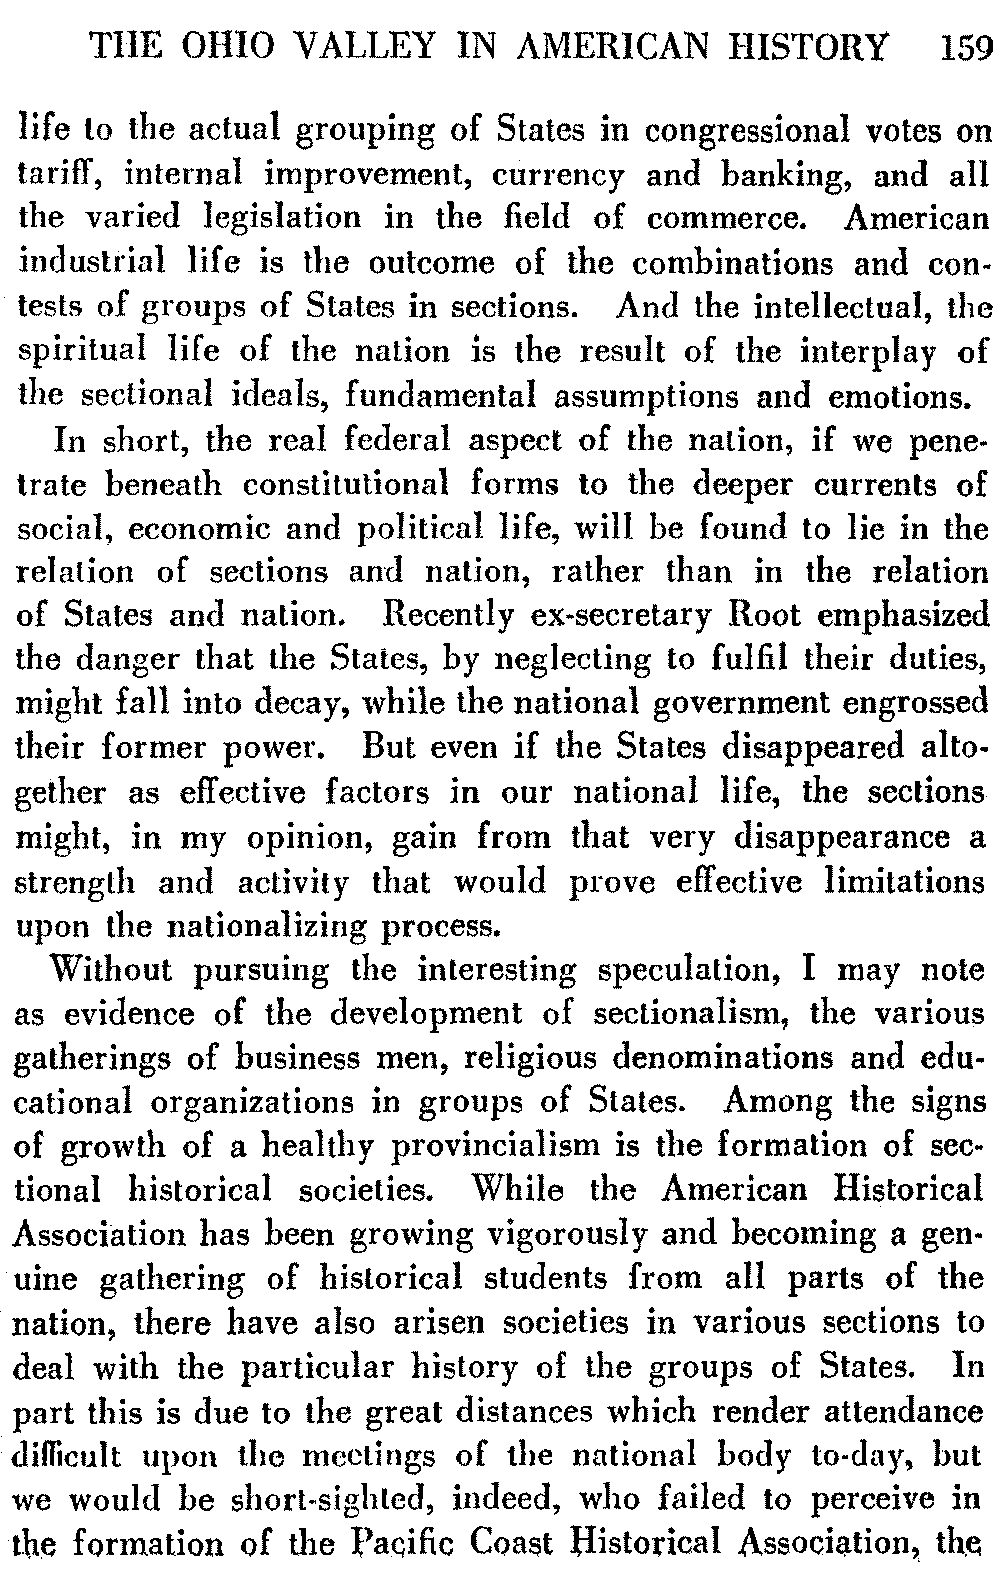 THE OHIO VALLEY IN AMERICAN HISTORY 159
life to the actual grouping of States in congressional votes on
tariff, internal improvement, currency and banking, and all
the varied legislation in the field of commerce. American
industrial life is the outcome of the combinations and con-
tests of groups of States in sections. And the intellectual, the
spiritual life of the nation is the result of the interplay of
the sectional ideals, fundamental assumptions and emotions.
In short, the real federal aspect of the nation, if we pene-
trate beneath constitutional forms to the deeper currents of
social, economic and political life, will be found to lie in the
relation of sections and nation, rather than in the relation
of States and nation. Recently ex-secretary Root emphasized
the danger that the States, by neglecting to fulfil their duties,
might fall into decay, while the national government engrossed
their former power. But even if the States disappeared alto-
gether as effective factors in our national life, the sections
might, in my opinion, gain from that very disappearance a
strength and activity that would prove effective limitations
upon the nationalizing process.
Without pursuing the interesting speculation, I may note
as evidence of the development of sectionalism, the various
gatherings of business men, religious denominations and edu-
cational organizations in groups of States. Among the signs
of growth of a healthy provincialism is the formation of sec-
tional historical societies. While the American Historical
Association has been growing vigorously and becoming a gen-
uine gathering of historical students from all parts of the
nation, there have also arisen societies in various sections to
deal with the particular history of the groups of States. In
part this is due to the great distances which render attendance
difficult upon the meetings of the national body to-day, but
we would be short-sighted, indeed, who failed to perceive in
the formation of the Pacific Coast Historical Association, the